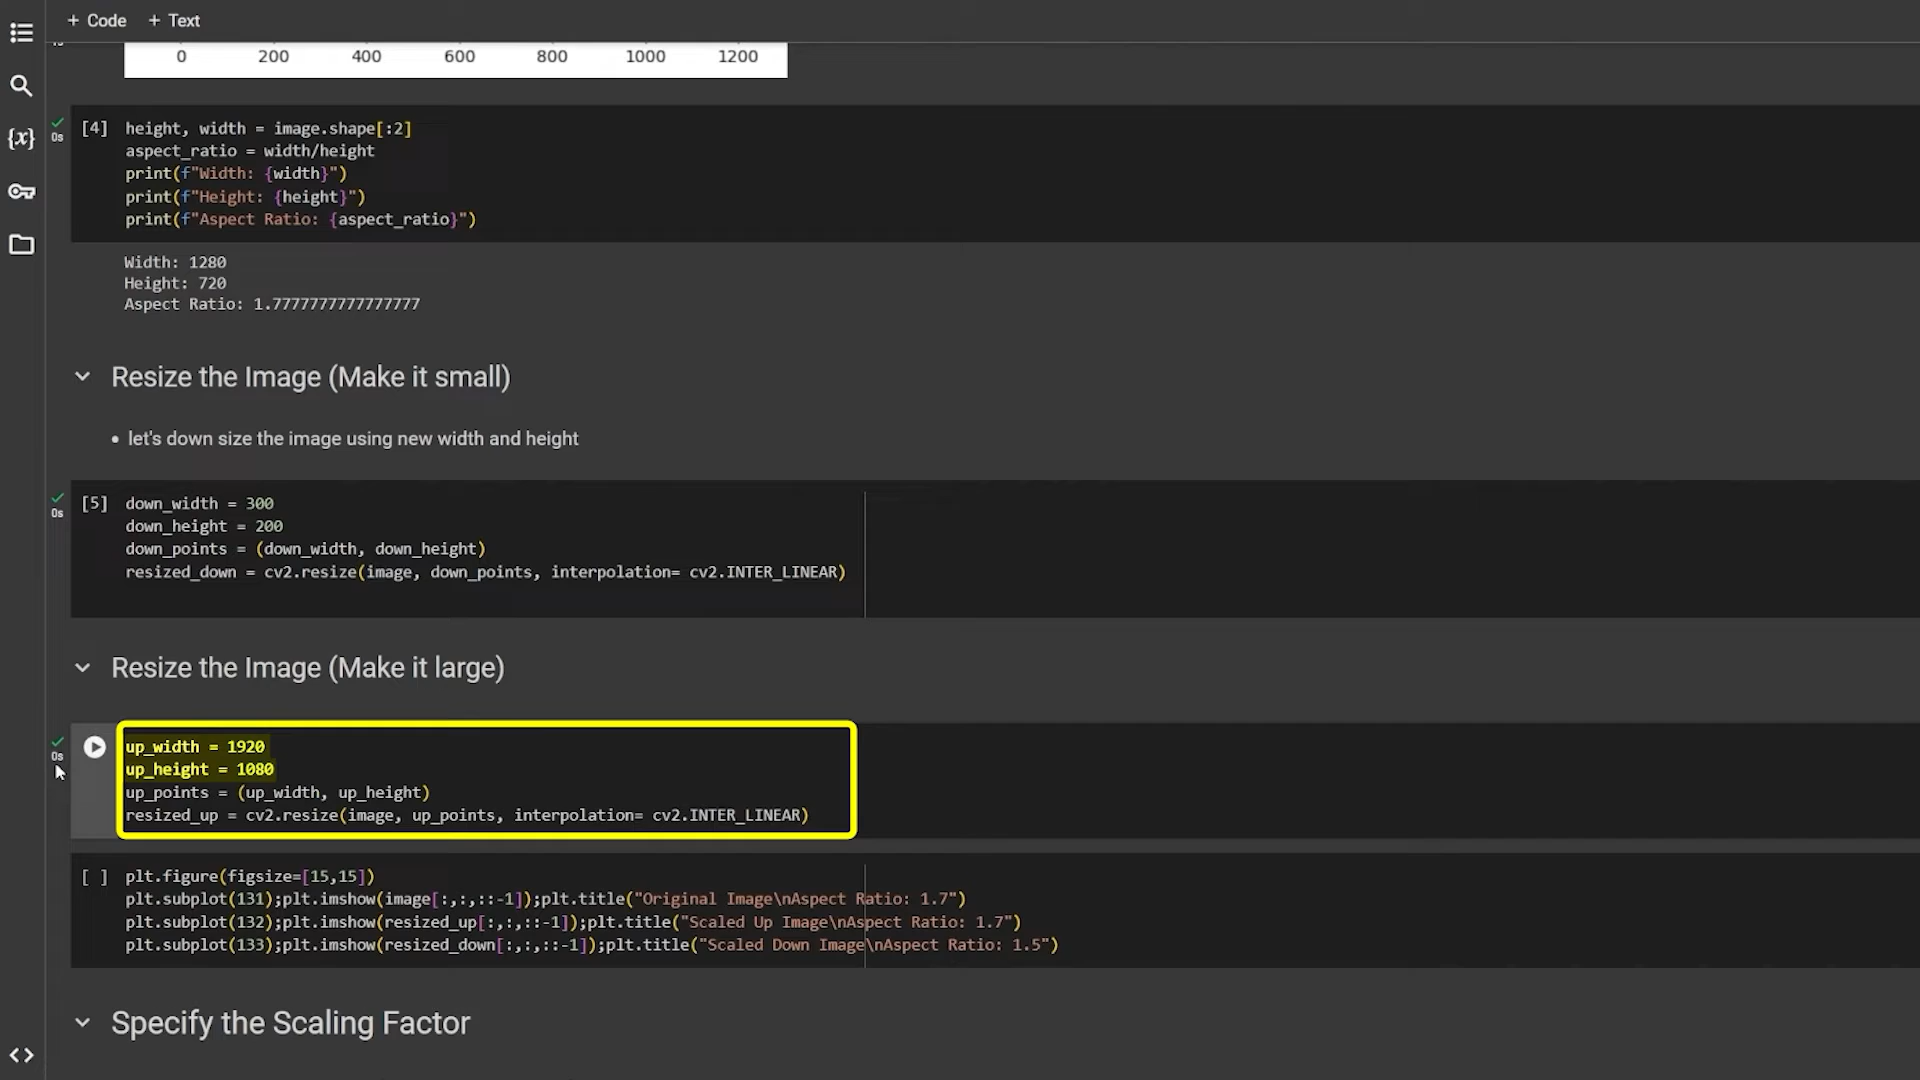 + Code + Text
0 200 400 600 800 1000 1200
{x}
0s
[4] height, width = image.shape[:2]
aspect_ratio = width/height
print(f"Width: {width}")
print(f"Height: {height}")
print(f"Aspect Ratio: {aspect_ratio}")
Width: 1280
Height: 720
Aspect Ratio: 1.7777777777777777
Resize the Image (Make it small)
• let's down size the image using new width and height
0s
[5] down_width = 300
down_height = 200
down_points = (down_width, down_height)
resized_down = cv2.resize(image, down_points, interpolation= cv2.INTER_LINEAR)
Resize the Image (Make it large)
0s
up_width = 1920
up_height = 1080
up_points = (up_width, up_height)
resized_up = cv2.resize(image, up_points, interpolation= cv2.INTER_LINEAR)
[ ] plt.figure(figsize=[15,15])
plt.subplot(131);plt.imshow(image[:,:,::-1]);plt.title("Original Image\nAspect Ratio: 1.7")
plt.subplot(132);plt.imshow(resized_up[:,:,::-1]);plt.title("Scaled Up Image\nAspect Ratio: 1.7")
plt.subplot(133);plt.imshow(resized_down[:,:,::-1]);plt.title("Scaled Down Image\nAspect Ratio: 1.5")
Specify the Scaling Factor